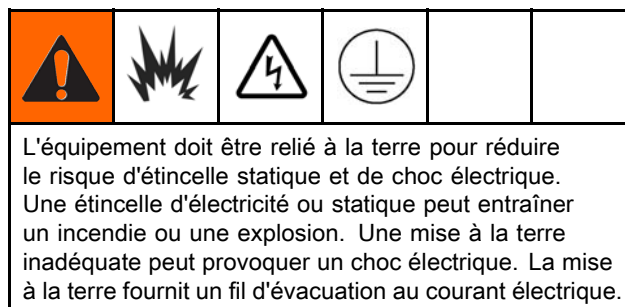 L'équipement doit être relié à la terre pour réduire
le risque d'étincelle statique et de choc électrique.
Une étincelle d'électricité ou statique peut entraîner
un incendie ou une explosion. Une mise à la terre
inadéquate peut provoquer un choc électrique. La mise
à la terre fournit un fil d'évacuation au courant électrique.